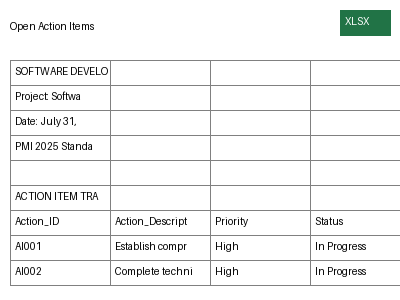 Open Action Items
XLSX
SOFTWARE DEVELO
Project: Softwa
Date: July 31,
PMI 2025 Standa
ACTION ITEM TRA
Action_ID Action_Descript Priority Status
AI001 Establish compr High In Progress
AI002 Complete techni High In Progress